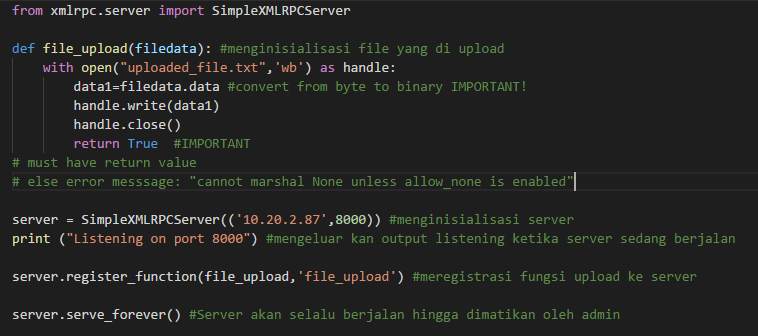 from xmlrpc.server import SimpleXMLRPCServer
def file_upload(filedata): #menginisialisasi file yang di upload
with open("uploaded_file.txt",'wb') as handle:
data1=filedata.data #convert from byte to binary IMPORTANT!
handle.write(data1)
handle.close()
return True  #IMPORTANT
# must have return value
# else error messsage: "cannot marshal None unless allow_none is enabled"
server = SimpleXMLRPCServer(('10.20.2.87',8000)) #menginisialisasi server
print ("Listening on port 8000") #mengeluar kan output listening ketika server sedang berjalan
server.register_function(file_upload,'file_upload') #meregistrasi fungsi upload ke server
server.serve_forever() #Server akan selalu berjalan hingga dimatikan oleh admin